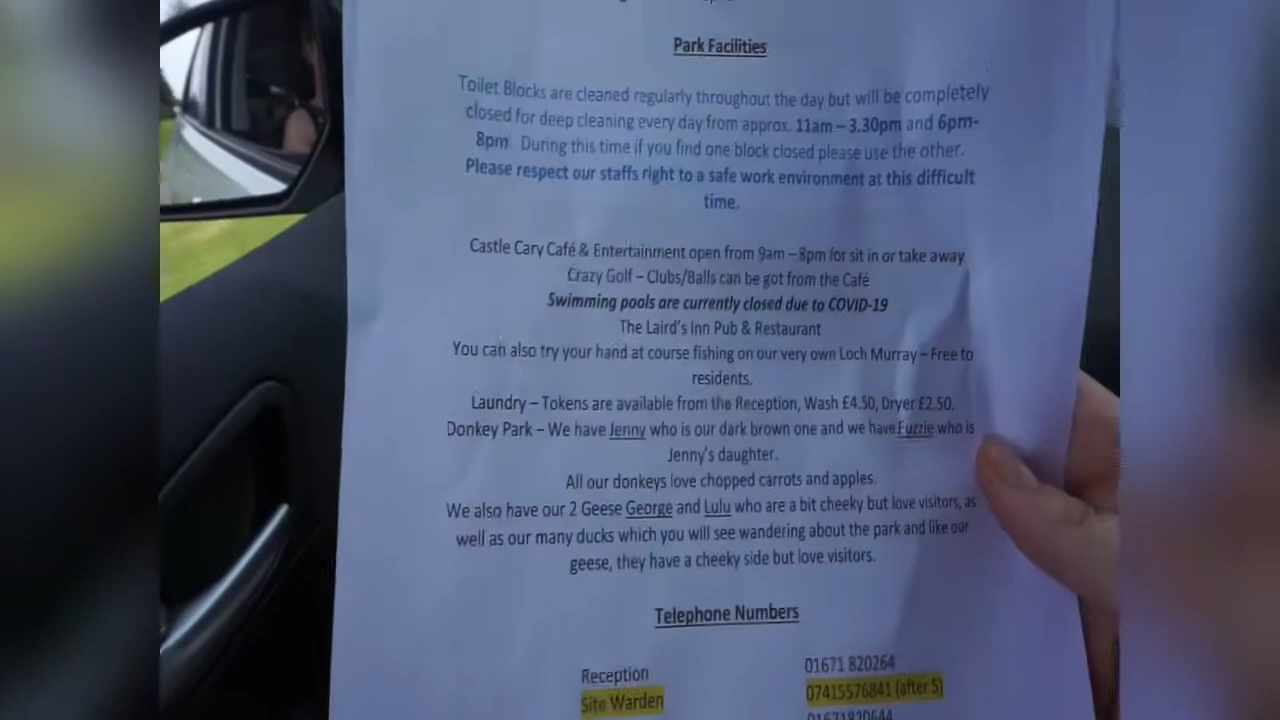 Park Facilities
Toilet Blocks are cleaned regularly throughout the day but will be completely
closed for deep cleaning every day from approx. 11am – 3.30pm and 6pm-
8pm. During this time if you find one block closed please use the other.
Please respect our staffs right to a safe work environment at this difficult
time.
Castle Cary Café & Entertainment open from 9am – 8pm for sit in or take away
Crazy Golf – Clubs/Balls can be got from the Café
Swimming pools are currently closed due to COVID-19
The Laird's Inn Pub & Restaurant
You can also try your hand at course fishing on our very own Loch Murray – Free to
residents.
Laundry – Tokens are available from the Reception, Wash £4.50, Dryer £2.50.
Donkey Park – We have Jenny who is our dark brown one and we have Fuzzie who is
Jenny's daughter.
All our donkeys love chopped carrots and apples.
We also have our 2 Geese George and Lulu who are a bit cheeky but love visitors, as
well as our many ducks which you will see wandering about the park and like our
geese, they have a cheeky side but love visitors.
Telephone Numbers
Reception 01671 820264
Site Warden 07415576841 (after 5)